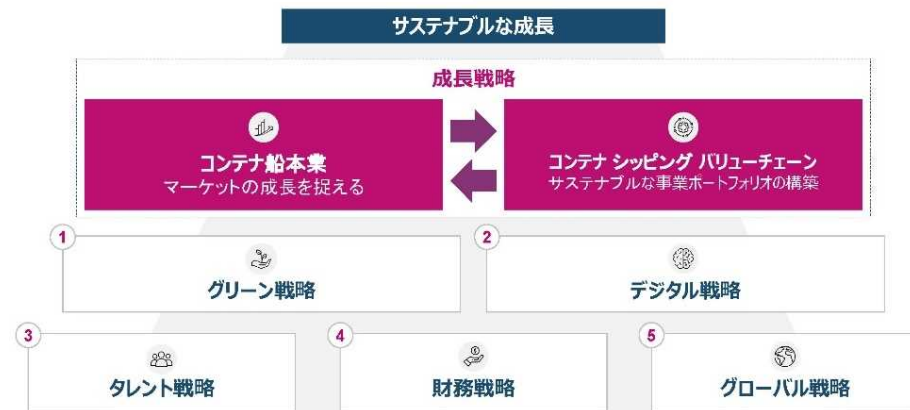 サステナブルな成長
成長戦略
コンテナ船本業
マーケットの成長を捉える
コンテナ シッピング バリューチェーン
サステナブルな事業ポートフォリオの構築
1
グリーン戦略
2
デジタル戦略
3
タレント戦略
4
財務戦略
5
グローバル戦略